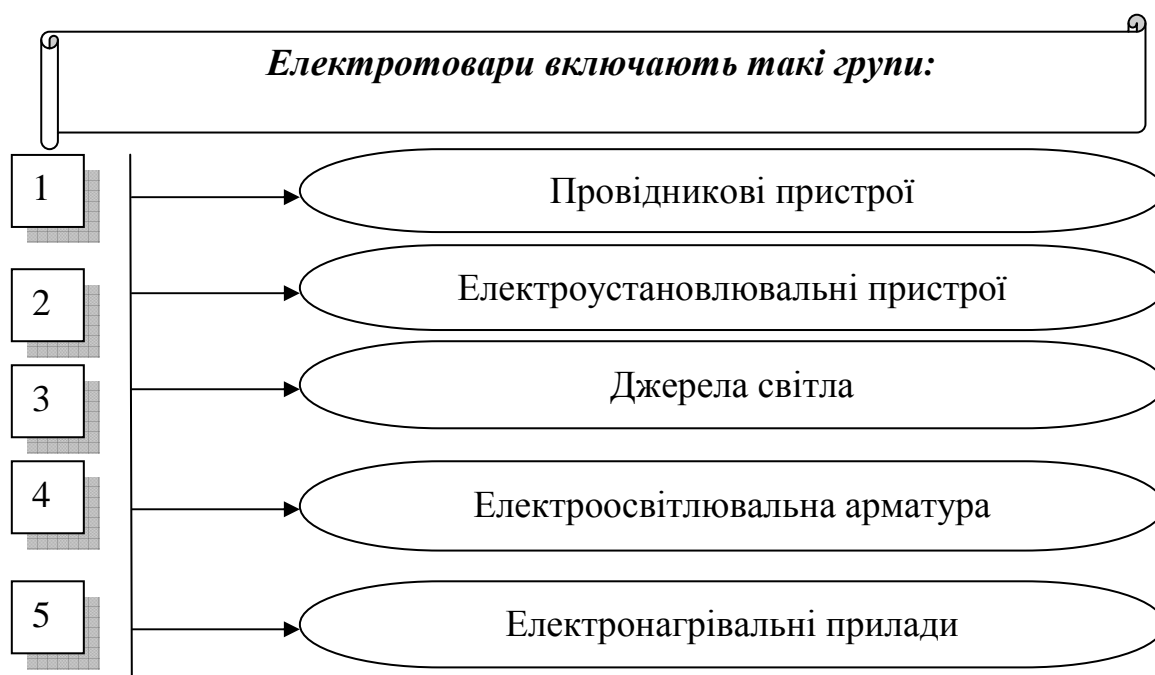 Електротовари включають такі групи:
1
Провідникові пристрої
2
Електроустановлювальні пристрої
3
Джерела світла
4
Електроосвітлювальна арматура
5
Електронагрівальні прилади